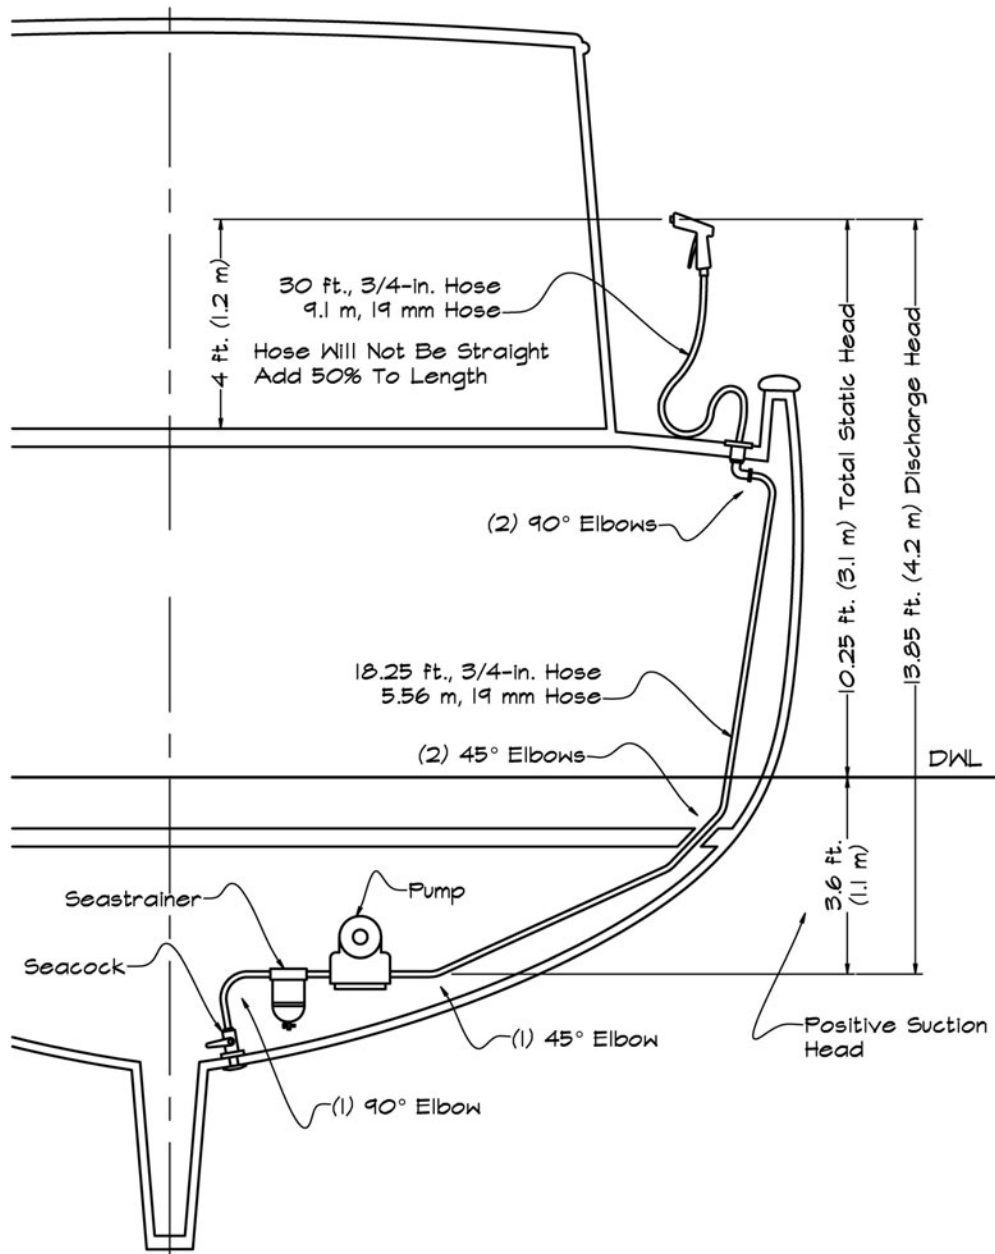 4 ft. (1.2 m)
30 ft., 3/4-in. Hose
9.1 m, 19 mm Hose
Hose Will Not Be Straight
Add 50% To Length
10.25 ft. (3.1 m) Total Static Head
13.85 ft. (4.2 m) Discharge Head
(2) 90° Elbows
18.25 ft., 3/4-in. Hose
5.56 m, 19 mm Hose
(2) 45° Elbows
DWL
3.6 ft.
(1.1 m)
Seastrainer
Pump
Seacock
(1) 45° Elbow
Positive Suction
Head
(1) 90° Elbow